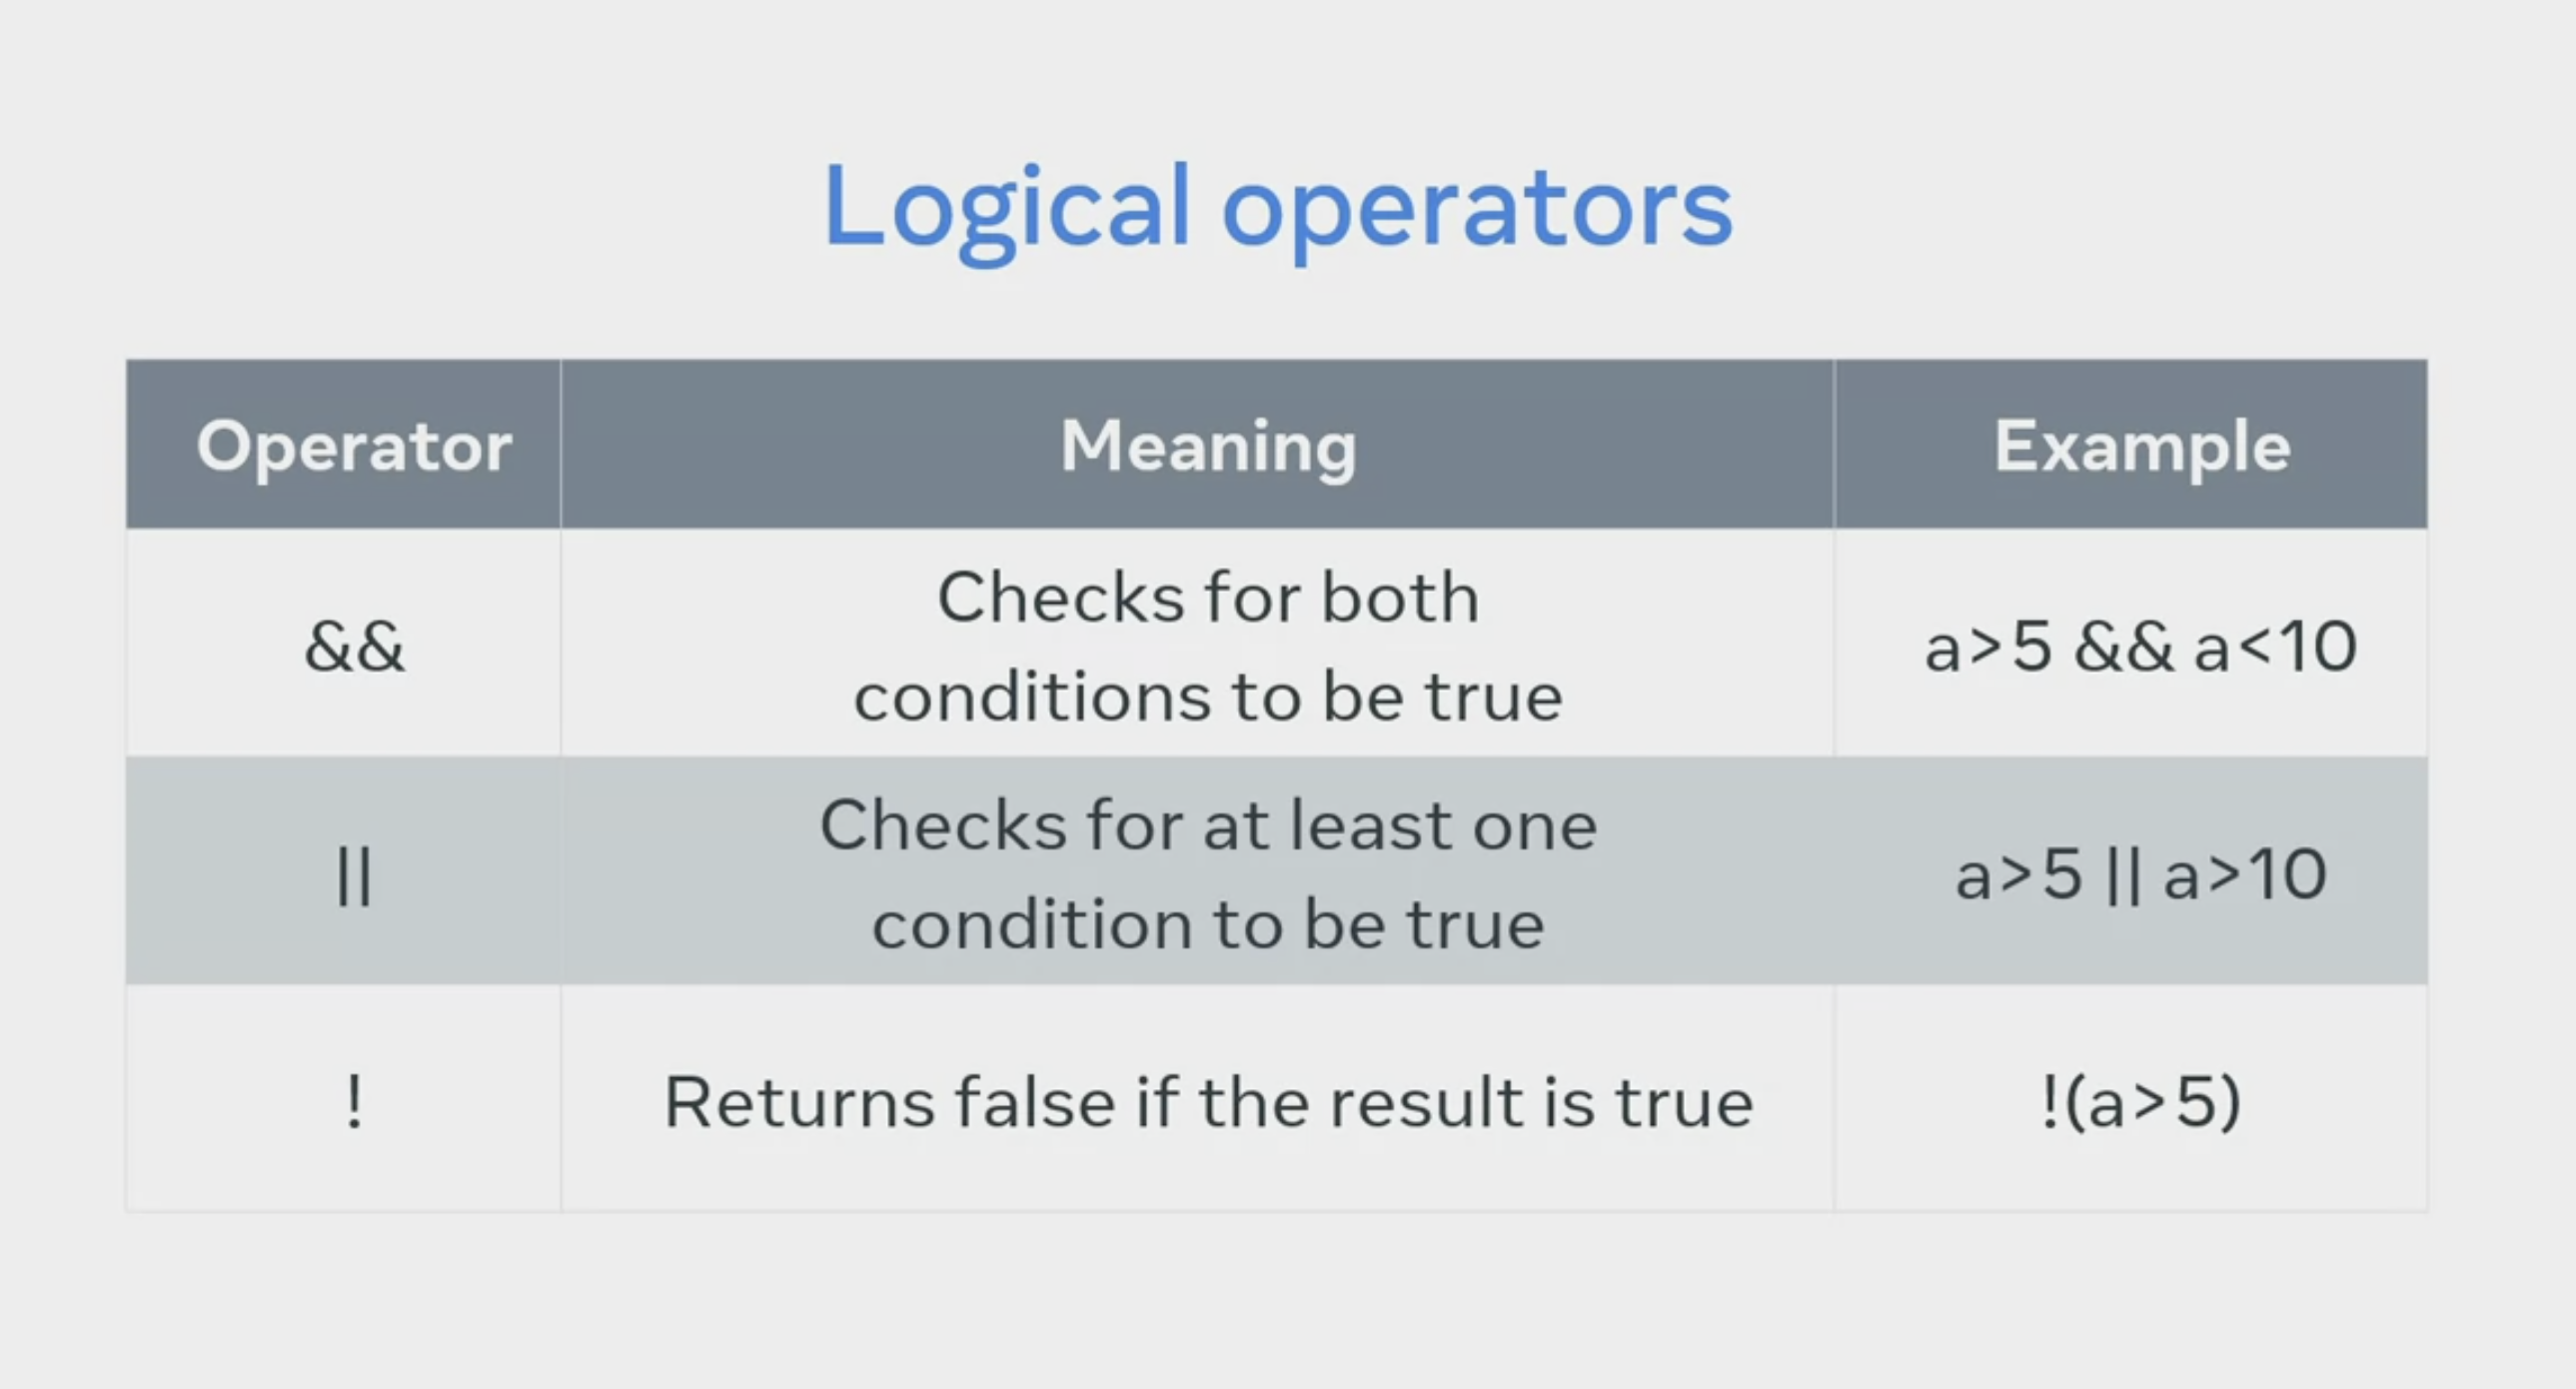 Logical operators
Operator Meaning Example
&& Checks for both
conditions to be true a>5 && a<10
|| Checks for at least one
condition to be true a>5 || a>10
! Returns false if the result is true !(a>5)